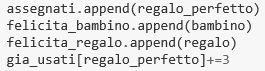 assegnati.append(regalo_perfetto)
felicita_bambino.append(bambino)
felicita_regalo.append(regalo)
gia_usati[regalo_perfetto]+=3